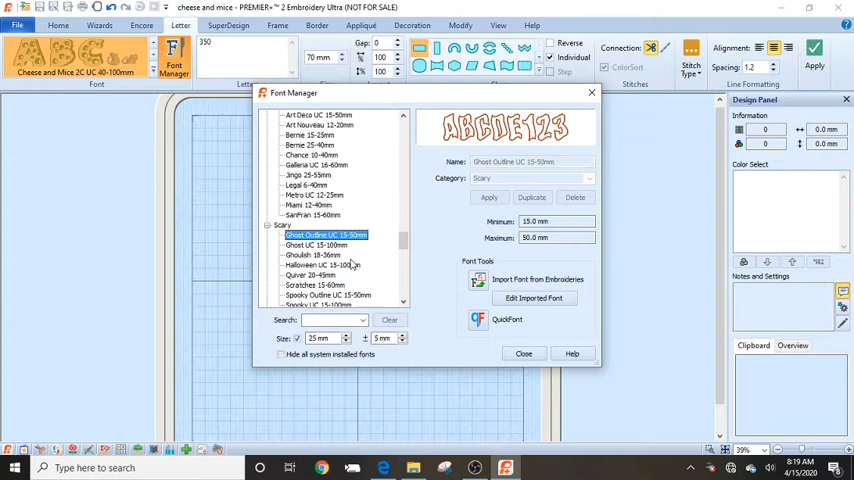 cheese and mice - PREMIER+™ 2 Embroidery Ultra (NOT FOR SALE)
File Home Wizards Encore Letter SuperDesign Frame Border Appliqué Decoration Modify View Help
ABC
Cheese and Mice 2C UC 40-100mm
Font Manager
350
70 mm
Gap: 0
100
100
Reverse
Individual
Step
Connection:
ColorSort
Stitch Type
Alignment:
Spacing: 1.2
Apply
Font
Letter
Stitches
Line Formatting
Font Manager
Art Deco UC 15-50mm
Art Nouveau 12-20mm
Bernie 15-25mm
Bernie 25-40mm
Chance 10-40mm
Galleria UC 16-60mm
Jingo 25-55mm
Legal 6-40mm
Metro UC 12-25mm
Miami 12-40mm
SanFran 15-60mm
Scary
Ghost Outline UC 15-50mm
Ghost UC 15-100mm
Ghoulish 18-36mm
Halloween UC 15-100mm
Quiver 20-45mm
Scratches 15-60mm
Spooky Outline UC 15-50mm
Spooky UC 15-100mm
Search:
Clear
Size: 25 mm ± 5 mm
Hide all system installed fonts
ABCDE123
Name: Ghost Outline UC 15-50mm
Category: Scary
Apply Duplicate Delete
Minimum: 15.0 mm
Maximum: 50.0 mm
Font Tools
Import Font from Embroideries
Edit Imported Font
QuickFont
Close Help
Design Panel
Information
0 0.0 mm
0 0.0 mm
Color Select
Notes and Settings
Clipboard Overview
39%
Type here to search
8:19 AM
4/15/2020